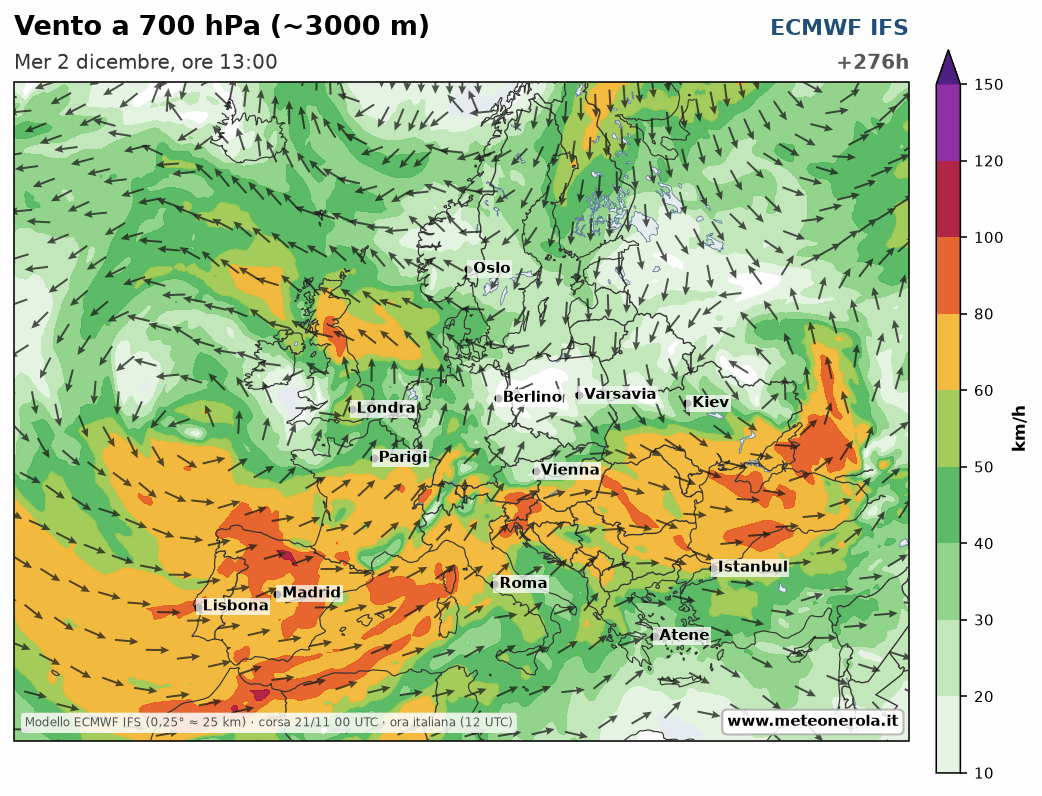 Vento a 700 hPa (~3000 m)
ECMWF IFS
Mer 2 dicembre, ore 13:00
+276h
150
120
100
80
60
50
40
30
20
10
km/h
Oslo
Berlino
Varsavia
Kiev
Londra
Parigi
Vienna
Istanbul
Roma
Madrid
Lisbona
Atene
Modello ECMWF IFS (0,25° ≈ 25 km) · corsa 21/11 00 UTC · ora italiana (12 UTC)
www.meteonerola.it